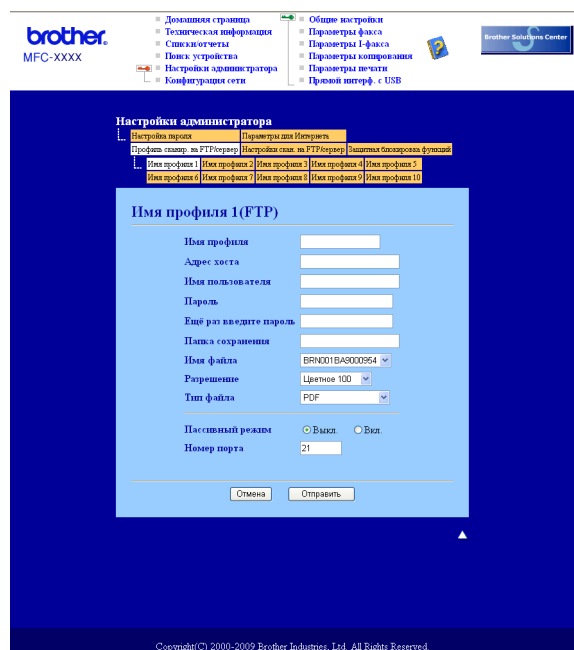 brother.
MFC-XXXX
Домашняя страница
Техническая информация
Списки/отчеты
Поиск устройства
Настройки администратора
Конфигурация сети
Общие настройки
Параметры факса
Параметры I-факса
Параметры копирования
Параметры печати
Прямой интерф. с USB
Brother Solutions Center
Настройки администратора
Настройка пароля Параметры для Интернета
Профиль сканир. на FTP/сервер Настройки скан. на FTP/сервер Защитная блокировка функций
Имя профиля 1 Имя профиля 2 Имя профиля 3 Имя профиля 4 Имя профиля 5
Имя профиля 6 Имя профиля 7 Имя профиля 8 Имя профиля 9 Имя профиля 10
Имя профиля 1(FTP)
Имя профиля
Адрес хоста
Имя пользователя
Пароль
Ещё раз введите пароль
Папка сохранения
Имя файла BRN001BA9000954
Разрешение Цветное 100
Тип файла PDF
Пассивный режим Выкл. Вкл.
Номер порта 21
Отмена Отправить
Copyright(C) 2000-2009 Brother Industries, Ltd. All Rights Reserved.